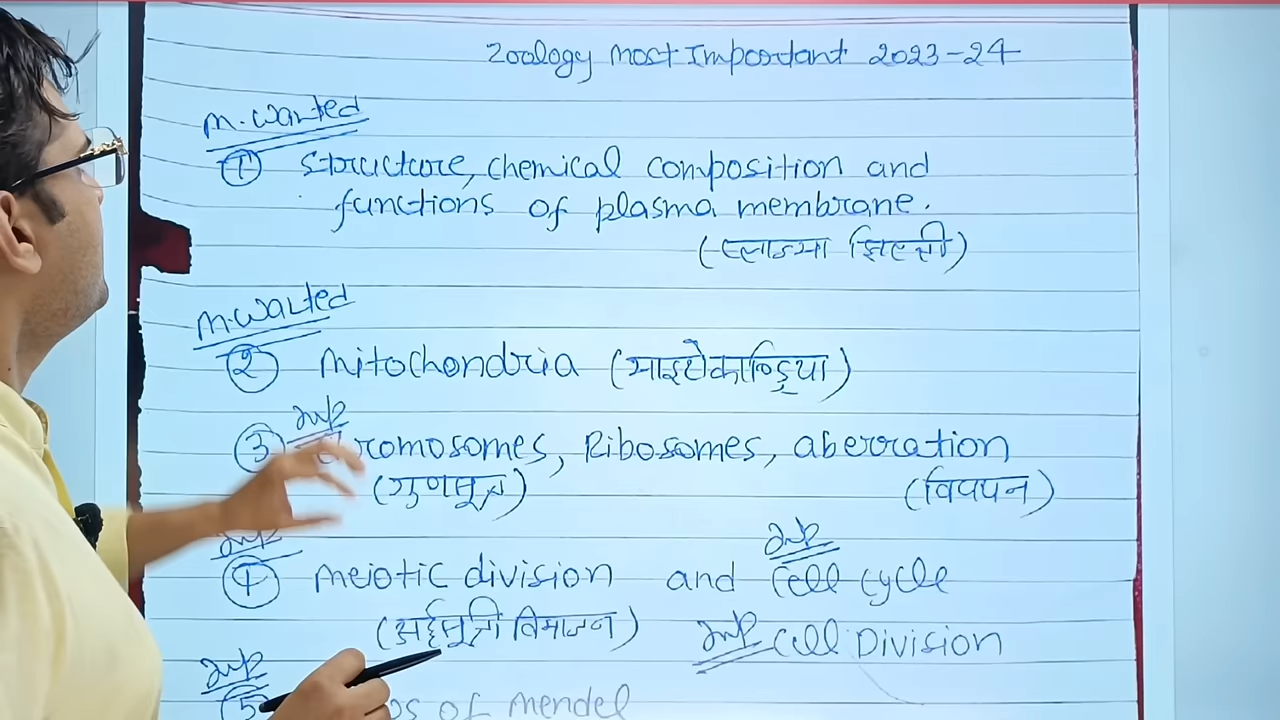 Zoology Most Important 2023-24
M. Wanted
① Structure, chemical composition and
functions of plasma membrane.
(प्लाज्मा झिल्ली)
M. Wanted
② Mitochondria (माइटोकाण्ड्रिया)
Imp
③ romosomes, Ribosomes, aberration
(गुणसूत्र) (विपथन)
Imp Imp
④ Meiotic division and Cell cycle
(अर्द्धसूत्री विभाजन) Imp Cell Division
Imp
⑤ of Mendel